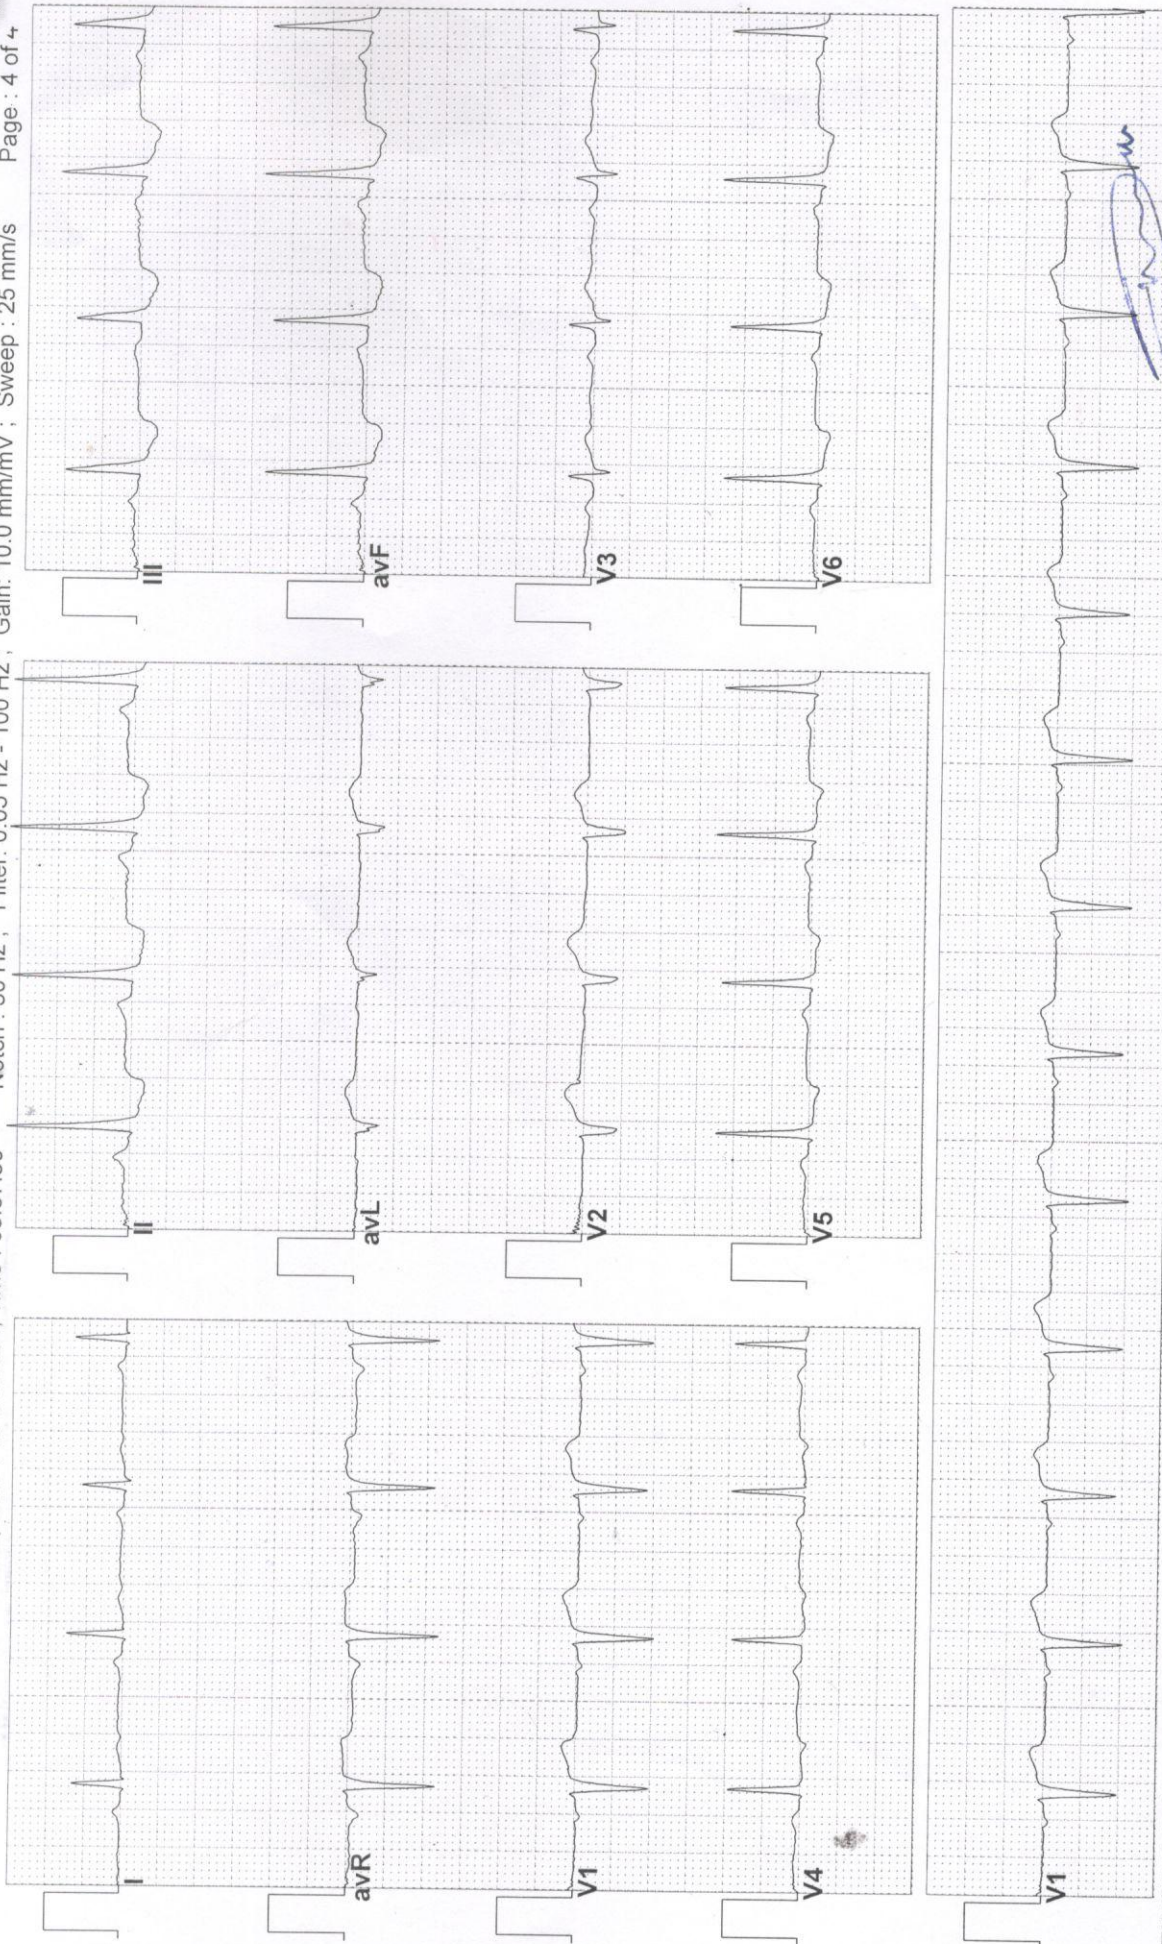 Notch : 50 Hz ; Filter: 0.05 Hz - 100 Hz ; Gain: 10.0 mm/mV ; Sweep : 25 mm/s Page : 4 of 4
I
II
III
avR
avL
avF
V1
V2
V3
V4
V5
V6
V1